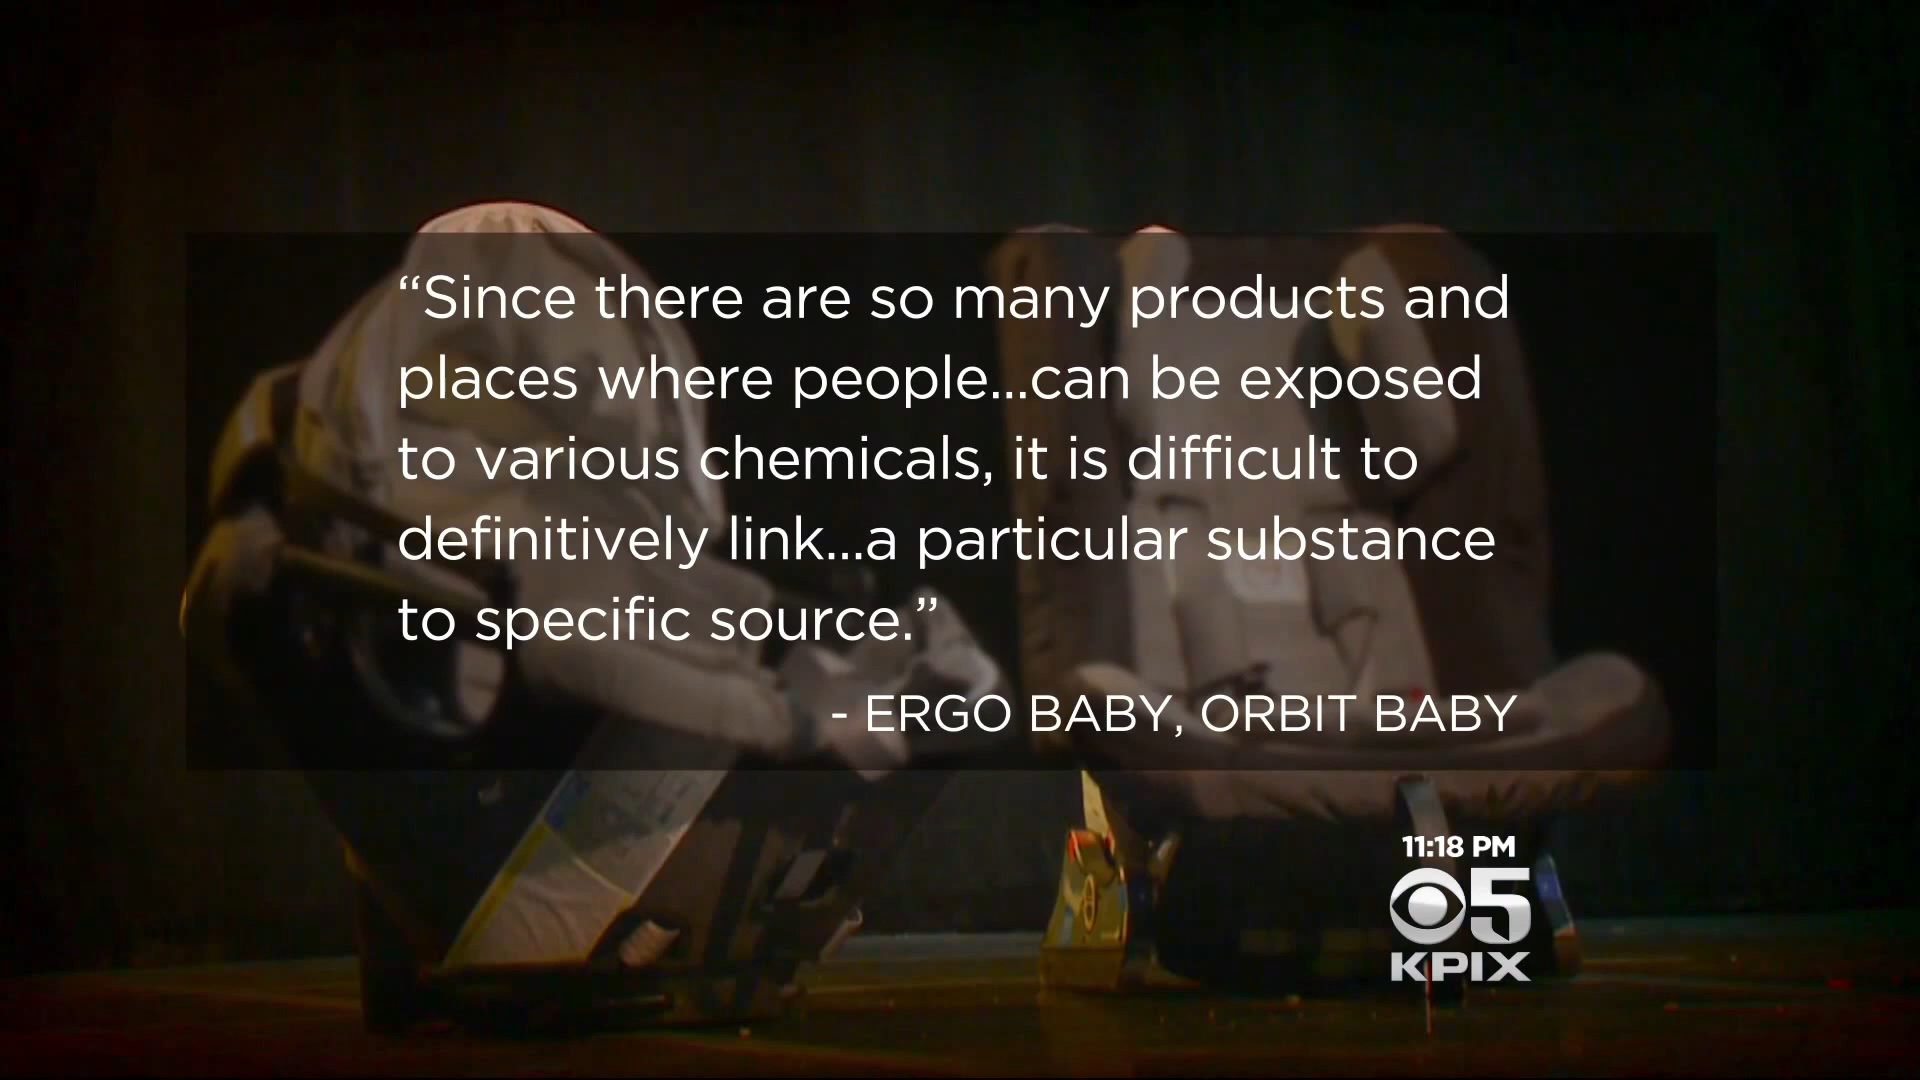 “Since there are so many products and
places where people...can be exposed
to various chemicals, it is difficult to
definitively link...a particular substance
to specific source.”
- ERGO BABY, ORBIT BABY
11:18 PM
5
KPIX